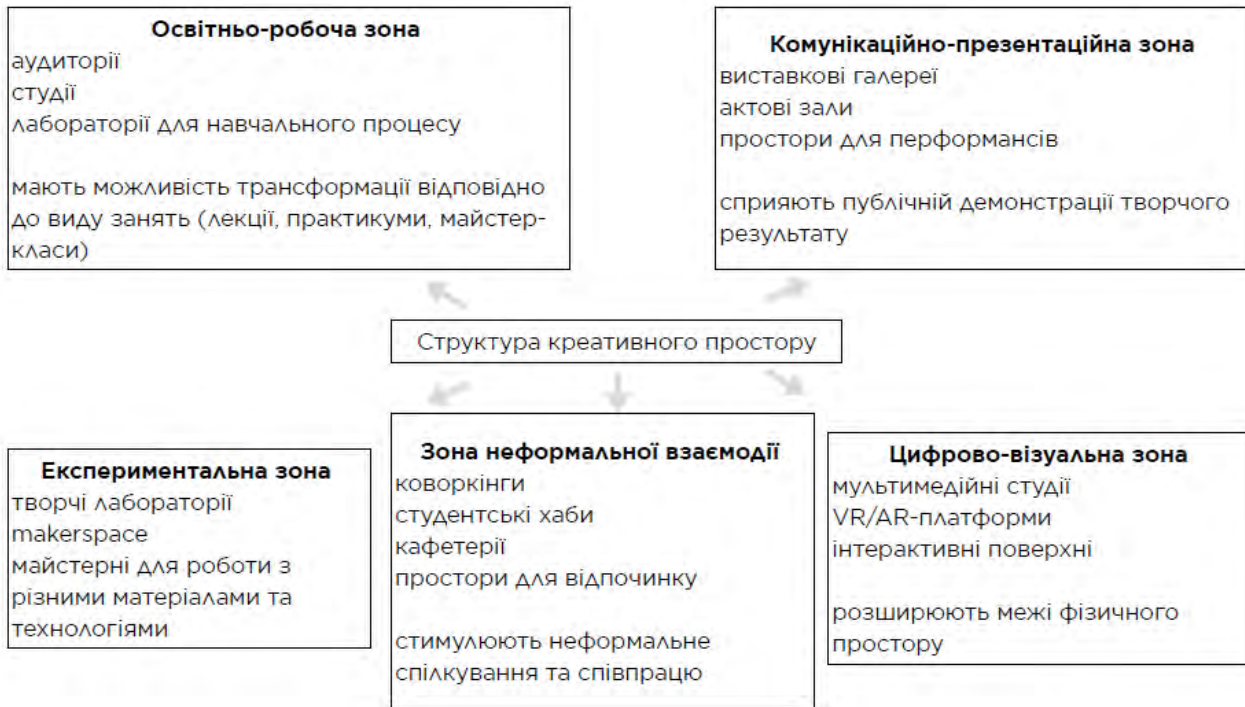 Освітньо-робоча зона
аудиторії
студії
лабораторії для навчального процесу
мають можливість трансформації відповідно
до виду занять (лекції, практикуми, майстер-
класи)
Комунікаційно-презентаційна зона
виставкові галереї
актові зали
простори для перформансів
сприяють публічній демонстрації творчого
результату
Структура креативного простору
Експериментальна зона
творчі лабораторії
makerspace
майстерні для роботи з
різними матеріалами та
технологіями
Зона неформальної взаємодії
коворкінги
студентські хаби
кафетерії
простори для відпочинку
стимулюють неформальне
спілкування та співпрацю
Цифрово-візуальна зона
мультимедійні студії
VR/AR-платформи
інтерактивні поверхні
розширюють межі фізичного
простору